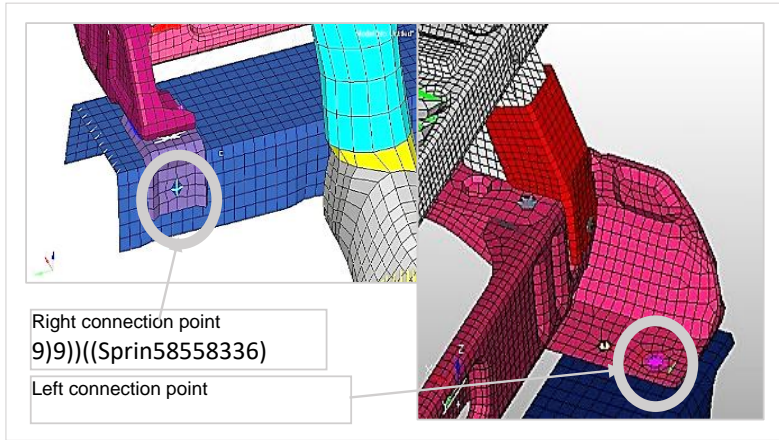 Right connection point
9)9))((Sprin58558336)
Left connection point
Z